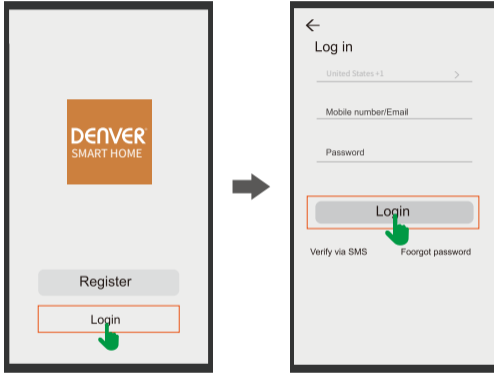 DENVER
SMART HOME
Register
Login
Log in
United States +1
Mobile number/Email
Password
Login
Verify via SMS
Foorgot password